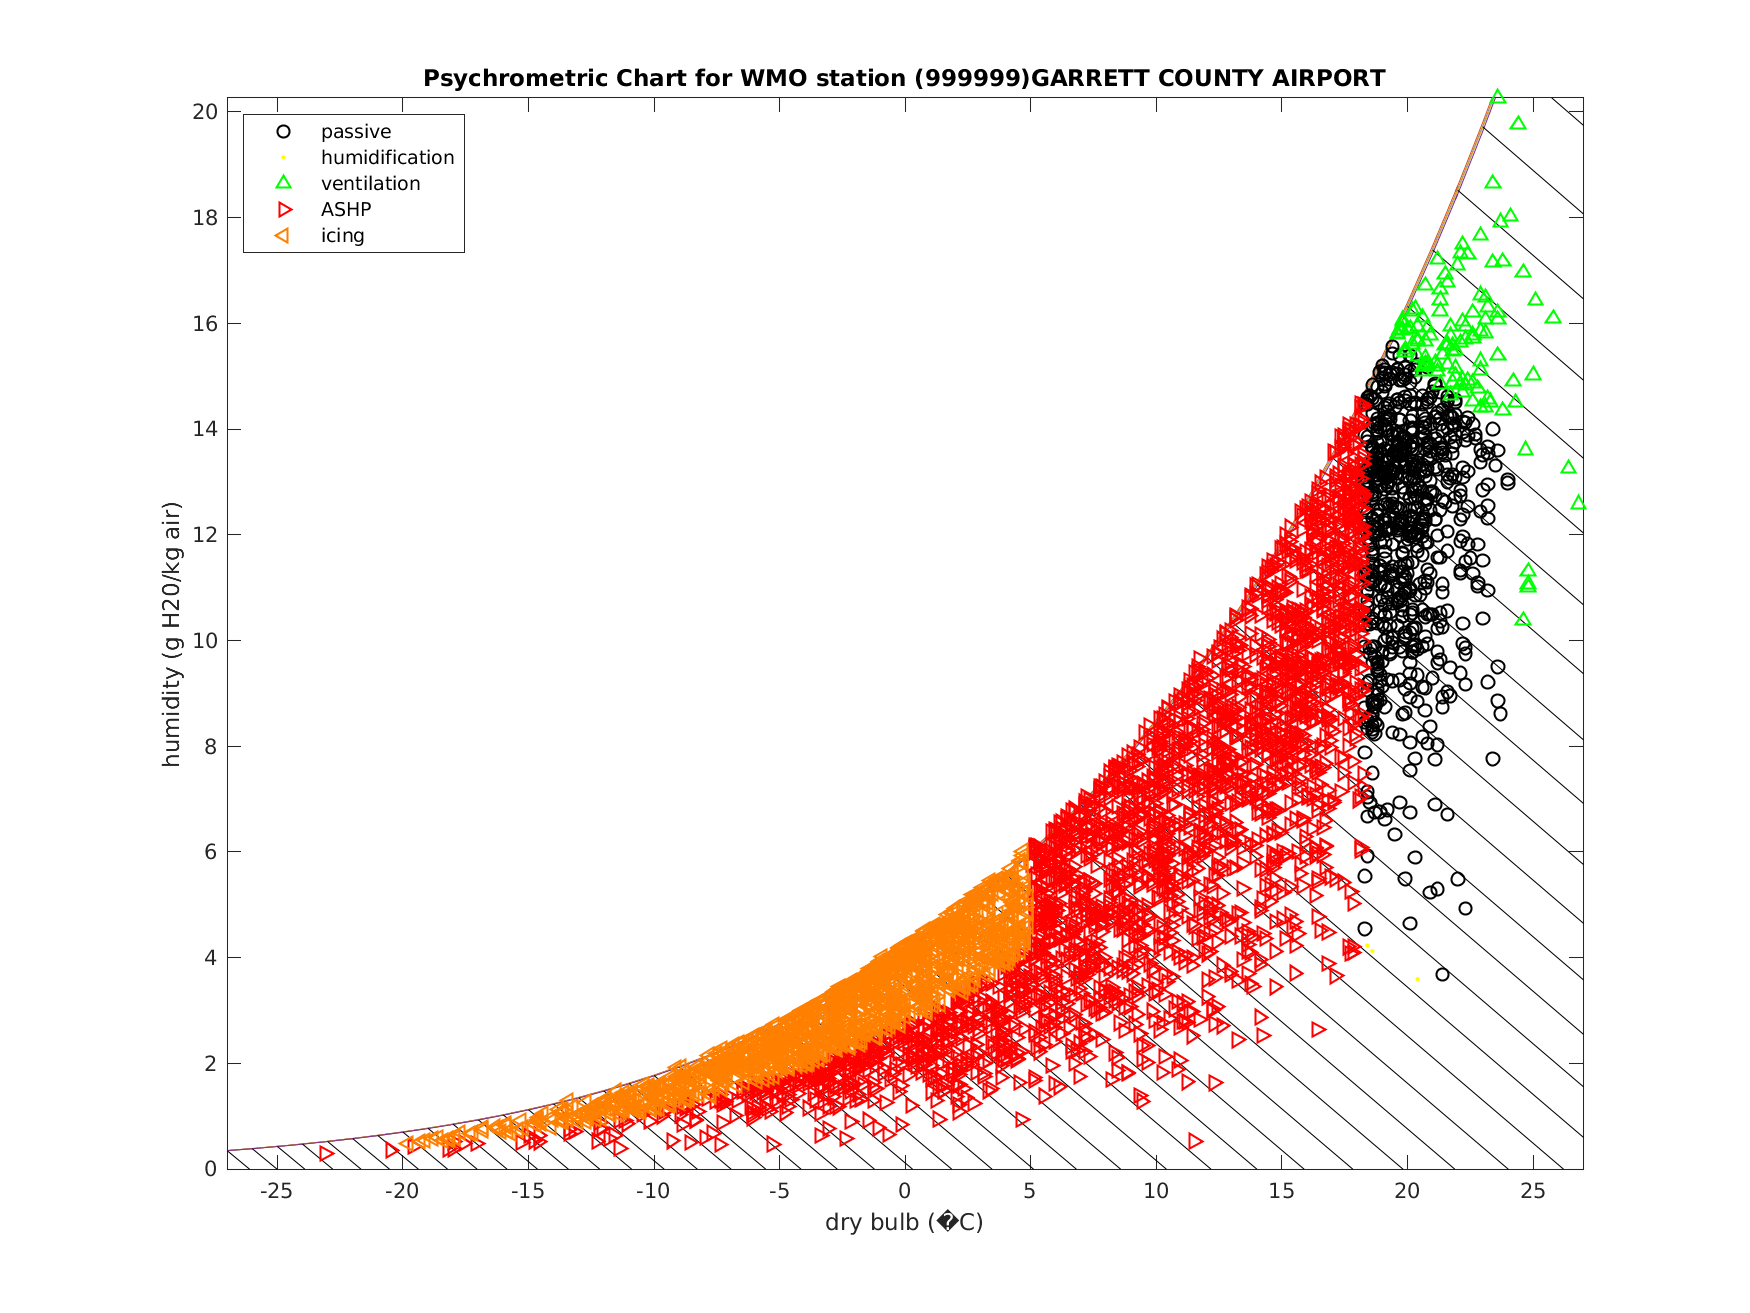 Psychrometric Chart for WMO station (999999)GARRETT COUNTY AIRPORT
passive
humidification
ventilation
ASHP
icing
20
18
16
14
12
10
8
6
4
2
0
humidity (g H20/kg air)
-25 -20 -15 -10 -5 0 5 10 15 20 25
dry bulb (�C)